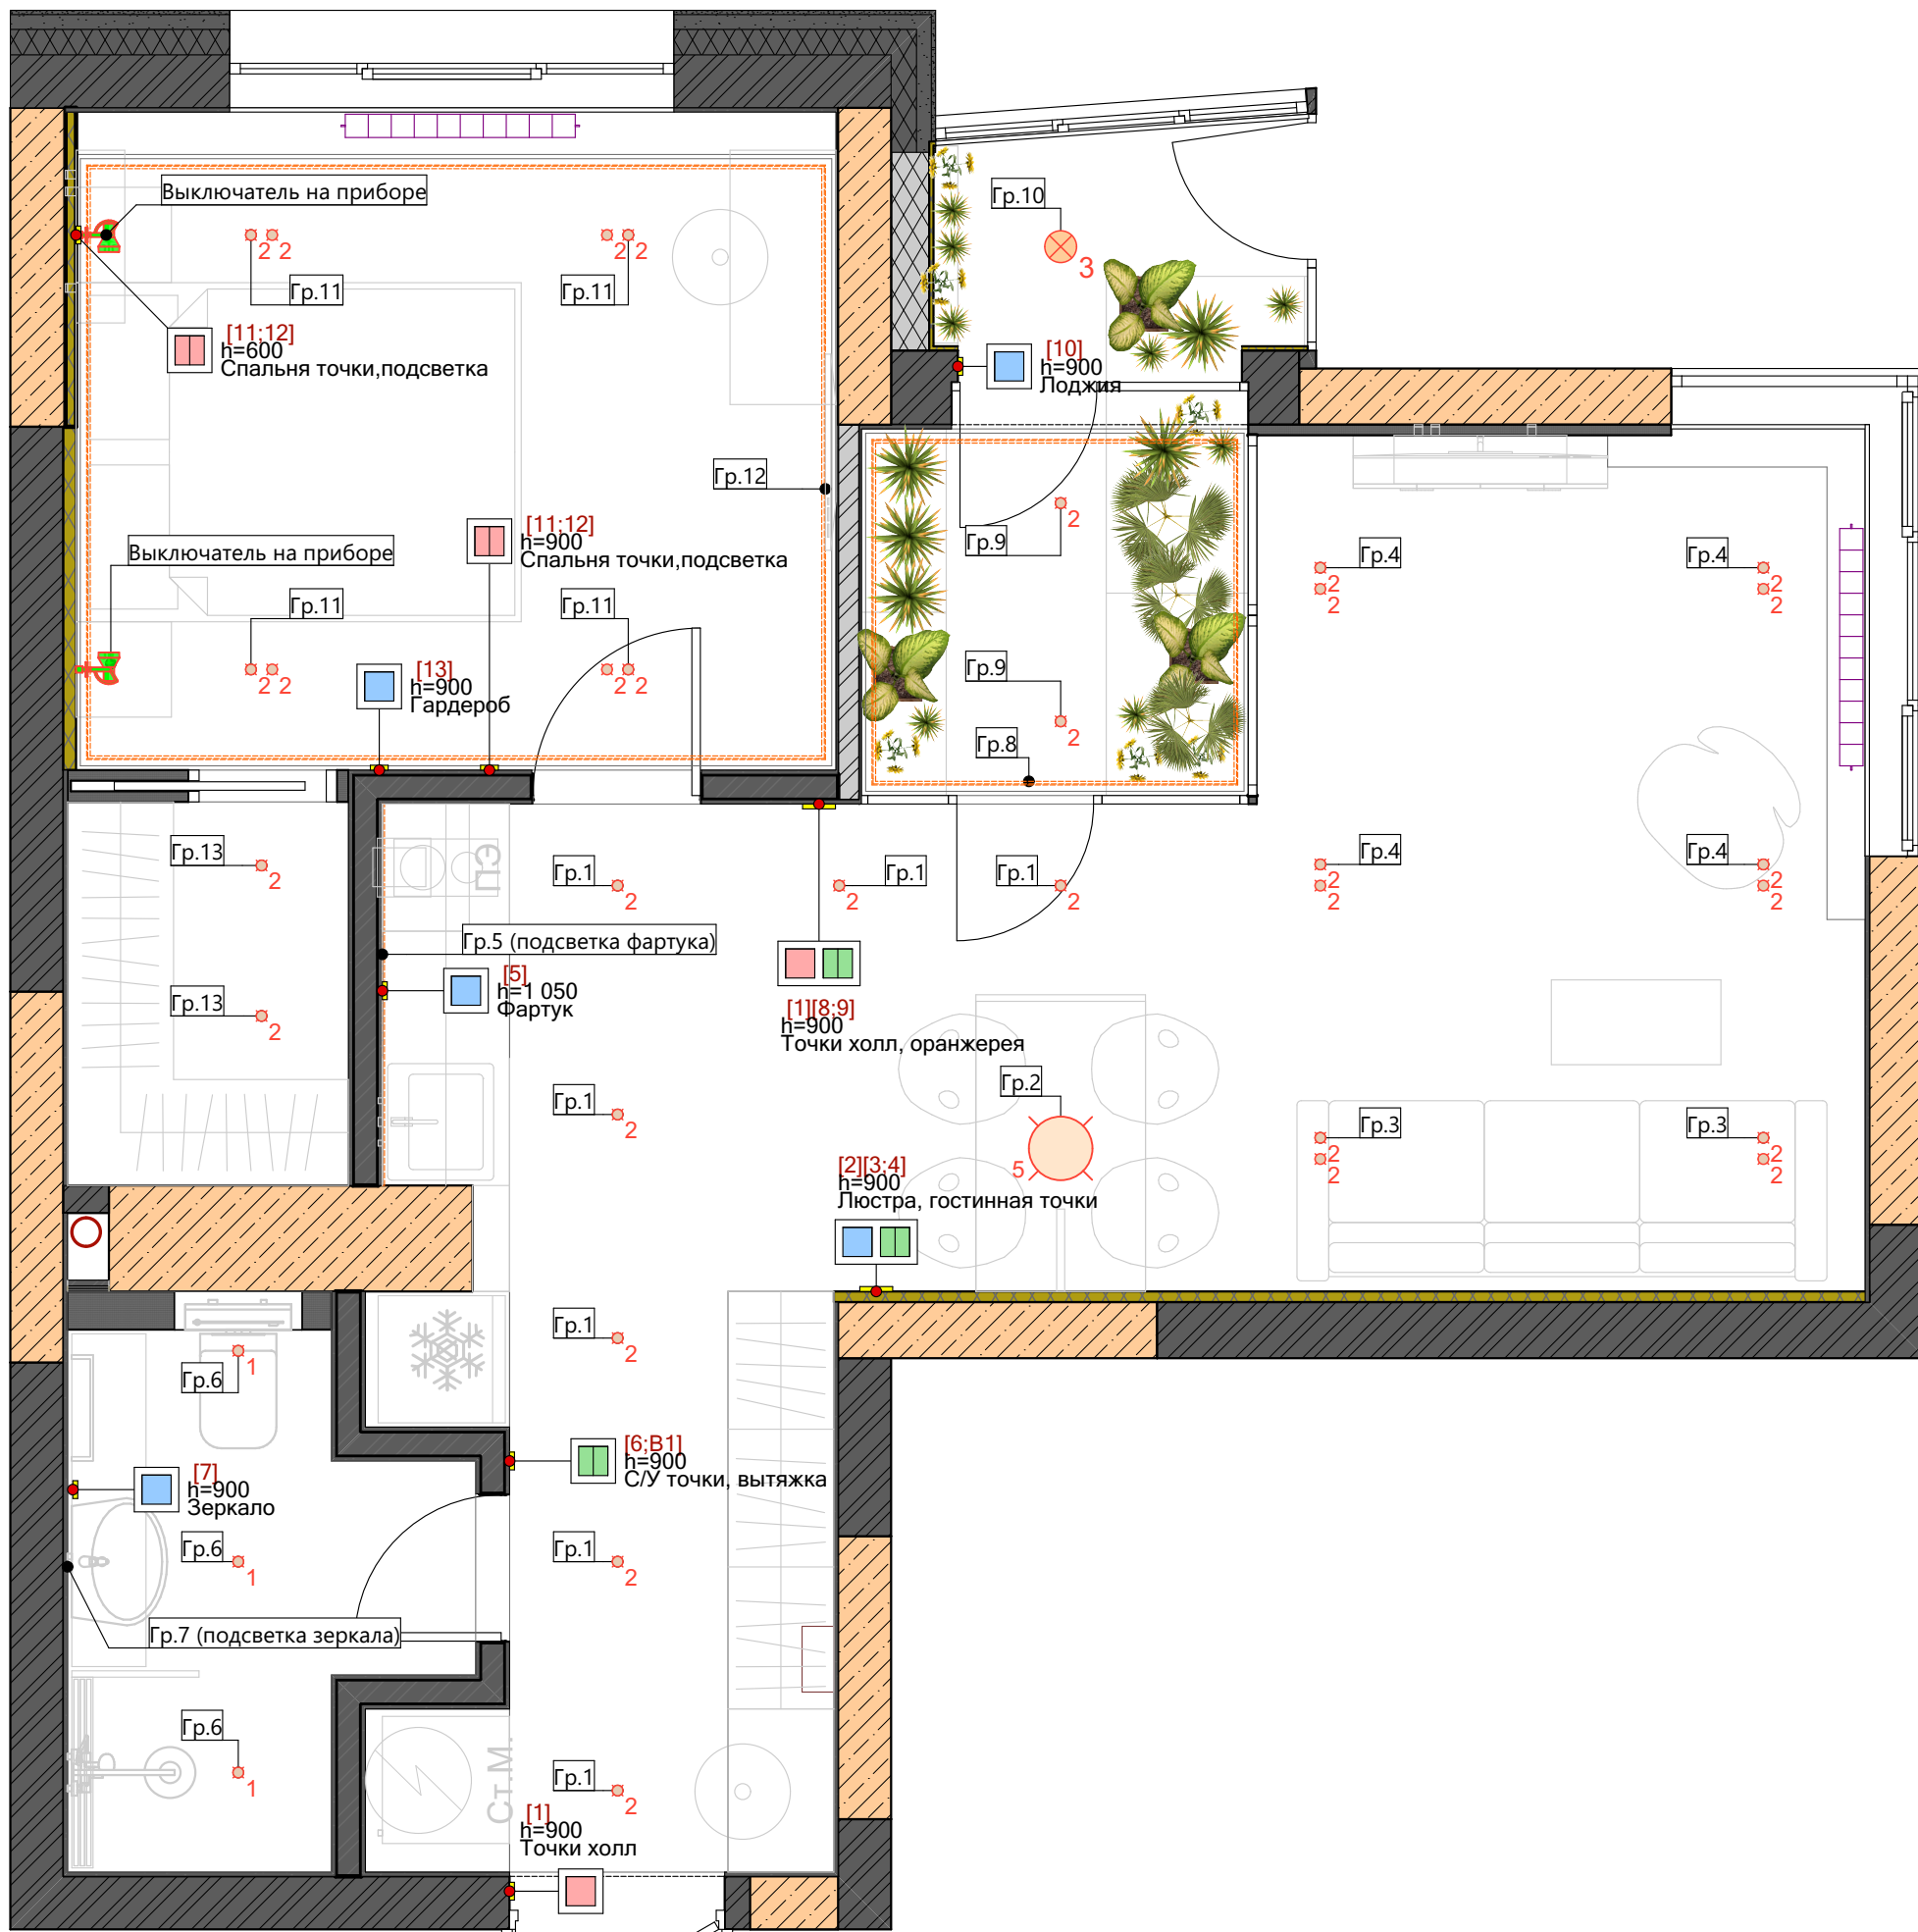 Выключатель на приборе
Гр.10
3
2 2
2 2
Гр.11
Гр.11
[11;12]
h=600
Спальня точки,подсветка
[10]
h=900
Лоджия
Гр.12
[11;12]
h=900
Спальня точки,подсветка
Выключатель на приборе
Гр.9
2
Гр.4
2
2
Гр.4
2
2
Гр.11
Гр.11
2 2
2 2
[13]
h=900
Гардероб
Гр.9
2
Гр.8
Гр.13
2
ЭЩ
Гр.1
2
Гр.1
2
Гр.1
2
Гр.4
2
2
Гр.4
2
2
Гр.5 (подсветка фартука)
[5]
h=1 050
Фартук
Гр.13
2
[1][8;9]
h=900
Точки холл, оранжерея
Гр.2
5
Гр.1
2
Гр.3
2
2
Гр.3
2
2
[2][3;4]
h=900
Люстра, гостинная точки
Гр.1
2
Гр.6
1
[6;В1]
h=900
С/У точки, вытяжка
[7]
h=900
Зеркало
Гр.6
1
Гр.1
2
Гр.7 (подсветка зеркала)
Гр.6
1
Ст.М.
Гр.1
2
[1]
h=900
Точки холл